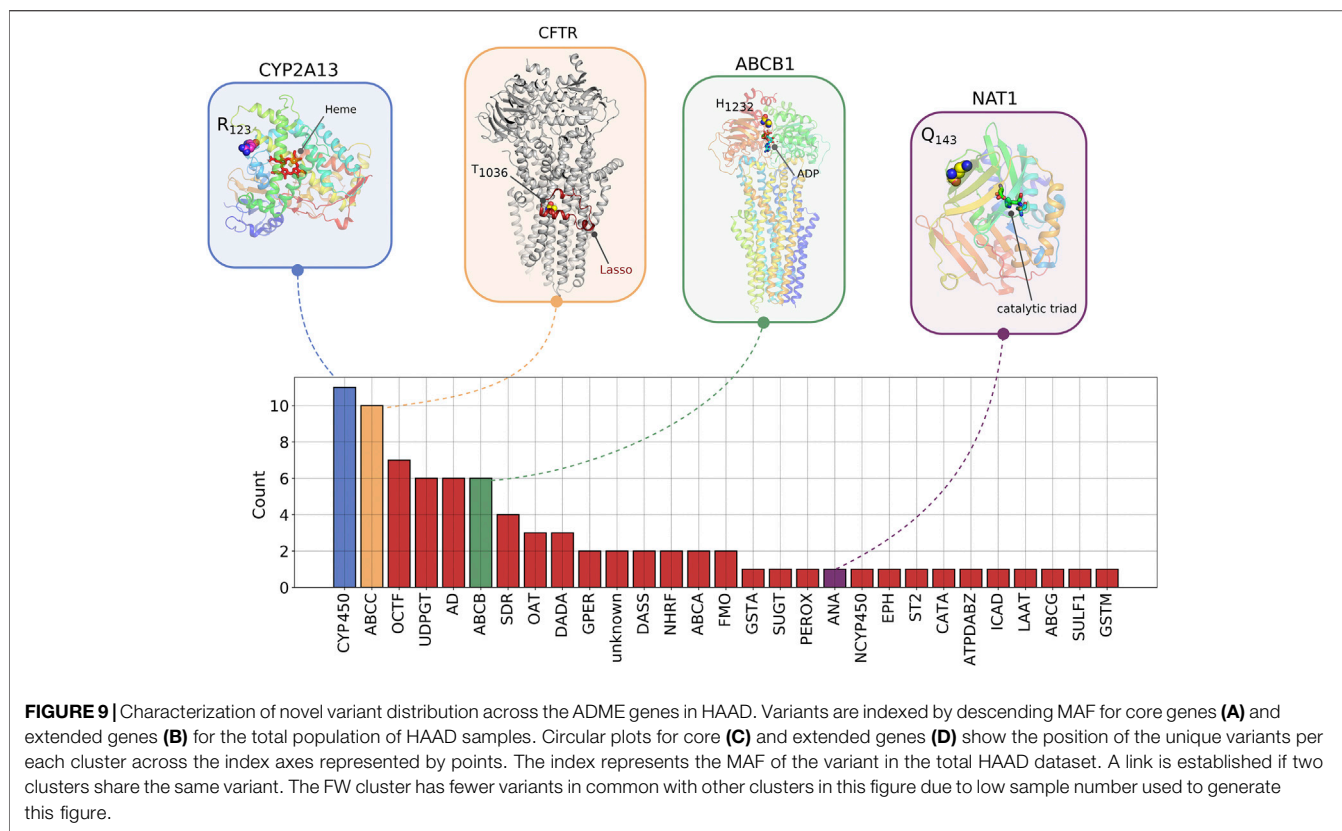 CYP2A13
CFTR
ABCB1
NAT1
R123
Heme
T1036
Lasso
H1232
ADP
Q143
catalytic triad
Count
10
8
6
4
2
0
CYP450
ABCC
OCTF
UDPGT
AD
ABCB
SDR
OAT
DADA
GPER
unknown
DASS
NHRF
ABCA
FMO
GSTA
SUGT
PEROX
ANA
NCYP450
EPH
ST2
CATA
ATPDABZ
ICAD
LAAT
ABCG
SULF1
GSTM
FIGURE 9 | Characterization of novel variant distribution across the ADME genes in HAAD. Variants are indexed by descending MAF for core genes (A) and
extended genes (B) for the total population of HAAD samples. Circular plots for core (C) and extended genes (D) show the position of the unique variants per
each cluster across the index axes represented by points. The index represents the MAF of the variant in the total HAAD dataset. A link is established if two
clusters share the same variant. The FW cluster has fewer variants in common with other clusters in this figure due to low sample number used to generate
this figure.